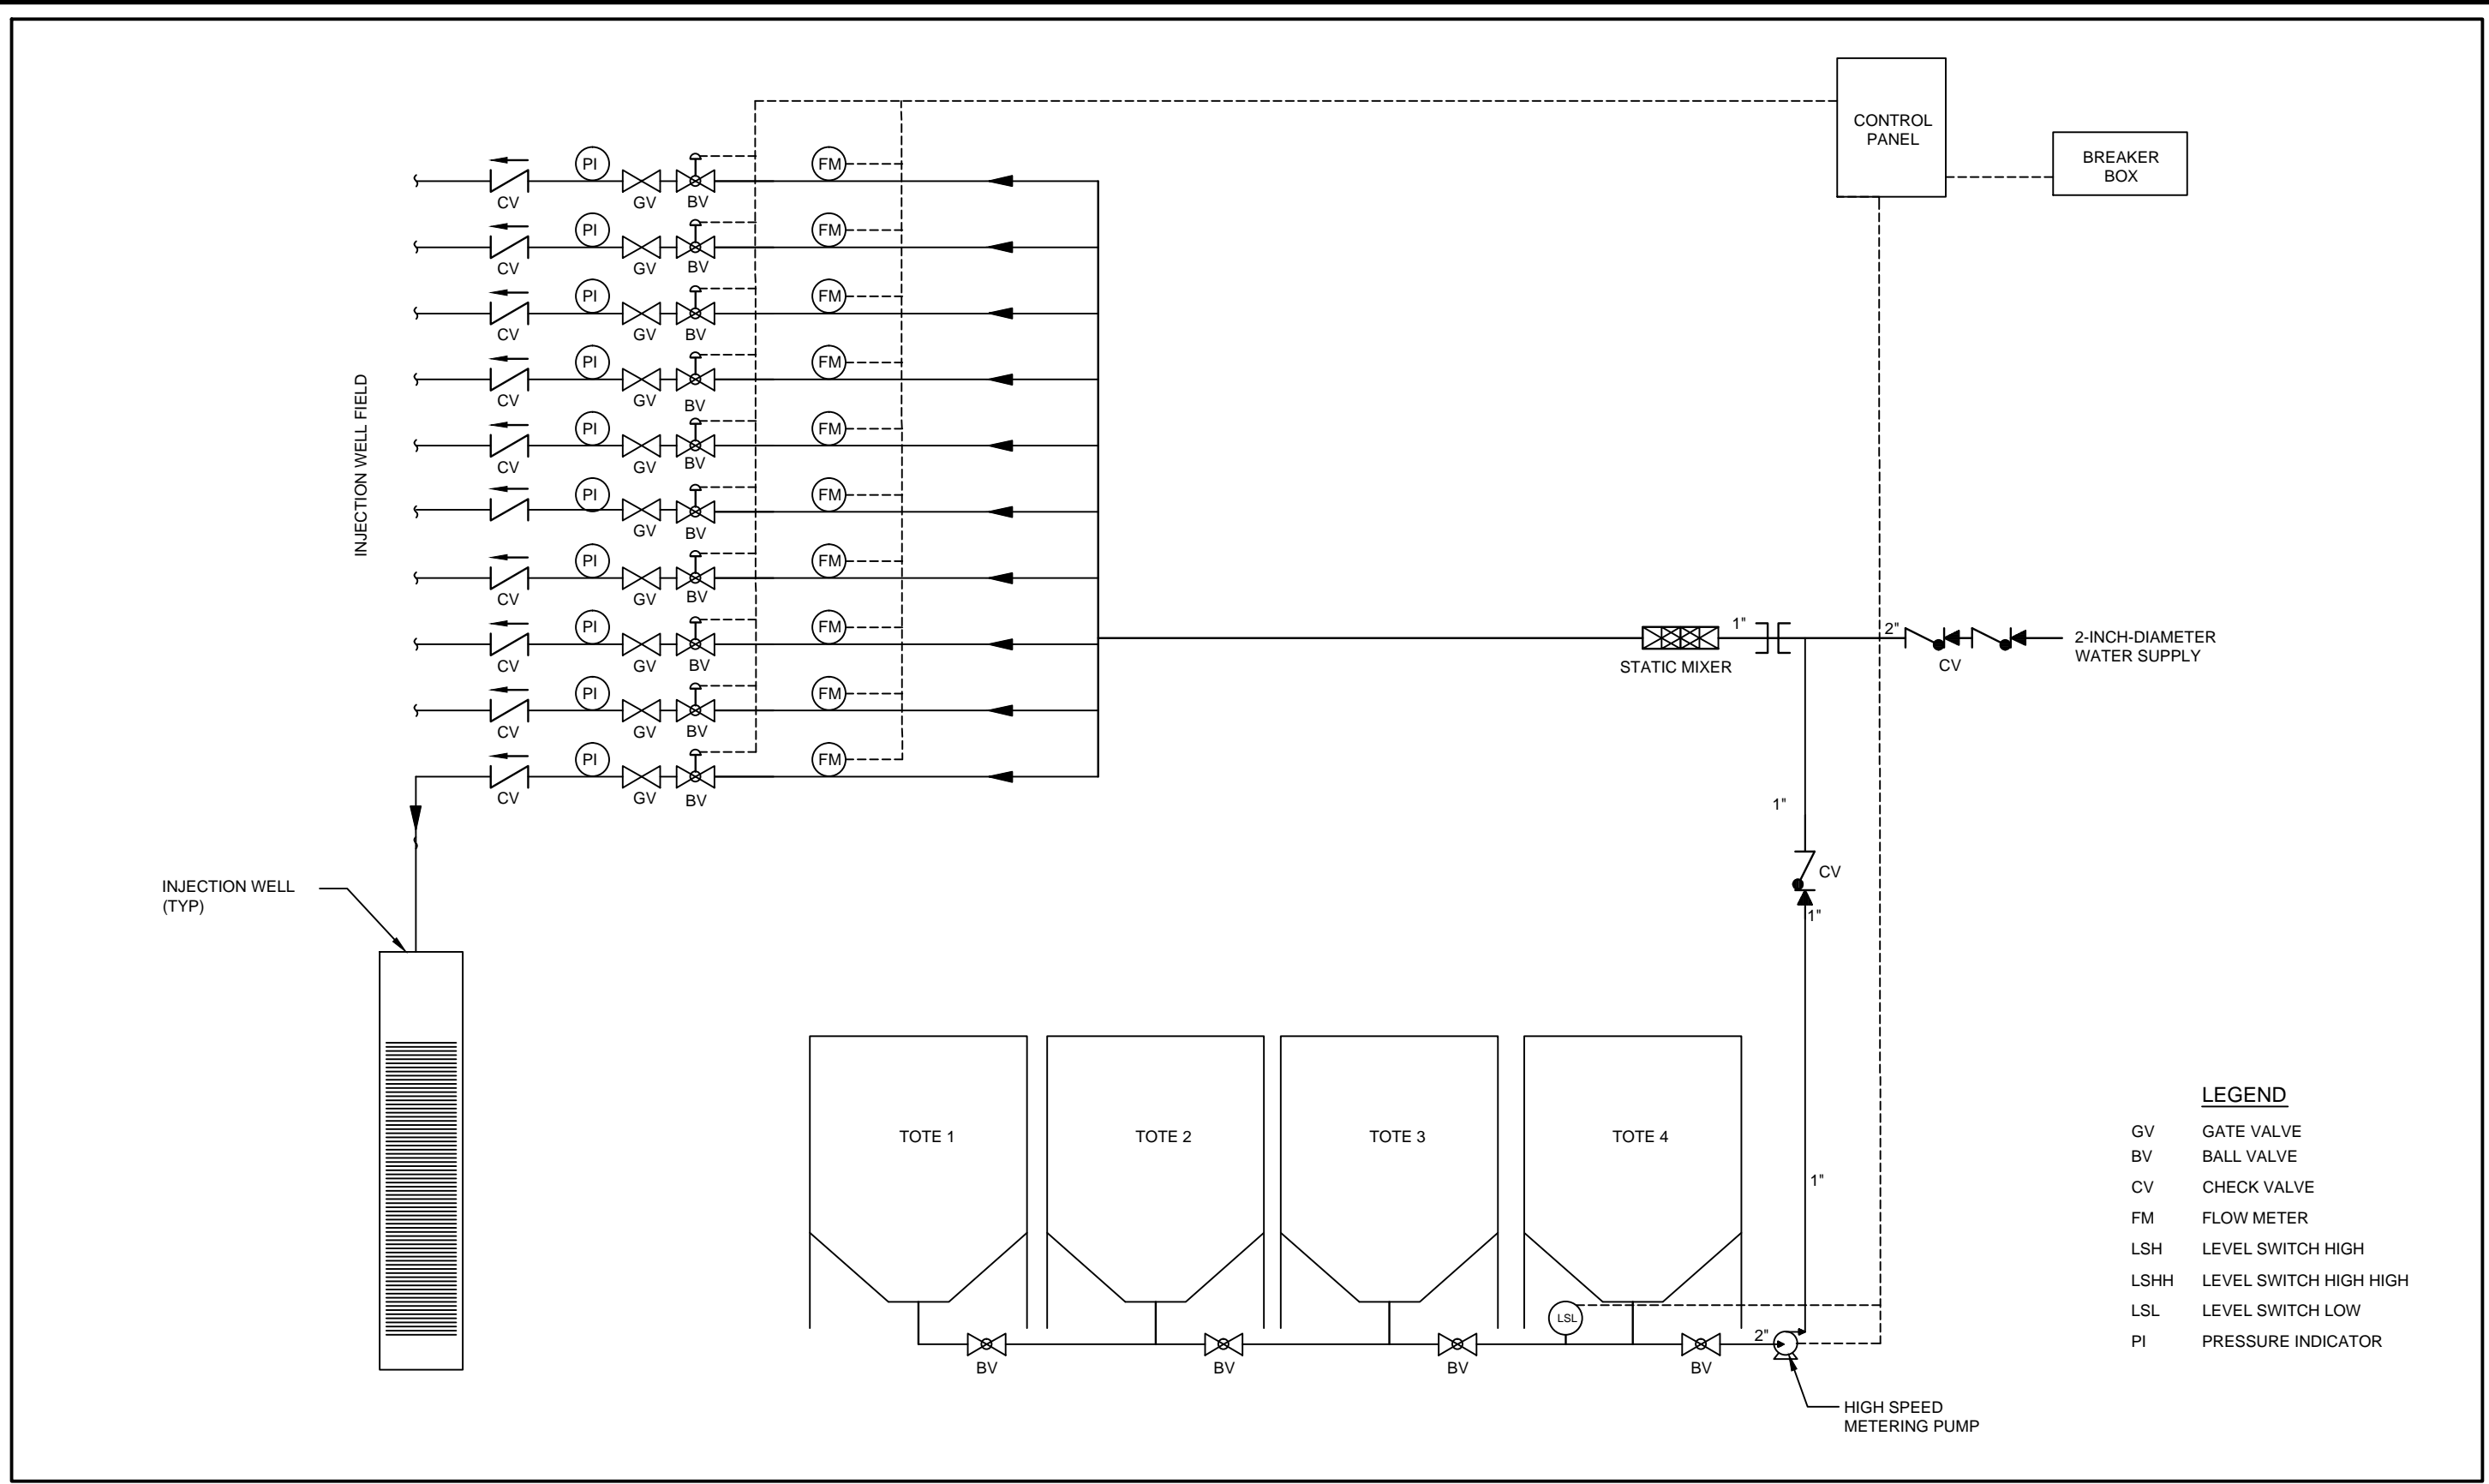 CONTROL
PANEL
BREAKER
BOX
PI
FM
CV
GV
BV
PI
FM
CV
GV
BV
PI
FM
CV
GV
BV
PI
FM
CV
GV
BV
PI
FM
CV
GV
BV
PI
FM
GV
BV
PI
FM
CV
GV
BV
PI
FM
CV
GV
BV
PI
FM
CV
GV
BV
PI
FM
CV
GV
BV
INJECTION WELL FIELD
STATIC MIXER
1"
2"
CV
2-INCH-DIAMETER
WATER SUPPLY
1"
CV
1"
1"
INJECTION WELL
(TYP)
TOTE 1
TOTE 2
TOTE 3
TOTE 4
LSL
2"
BV
BV
BV
BV
HIGH SPEED
METERING PUMP
LEGEND
GV GATE VALVE
BV BALL VALVE
CV CHECK VALVE
FM FLOW METER
LSH LEVEL SWITCH HIGH
LSHH LEVEL SWITCH HIGH HIGH
LSL LEVEL SWITCH LOW
PI PRESSURE INDICATOR